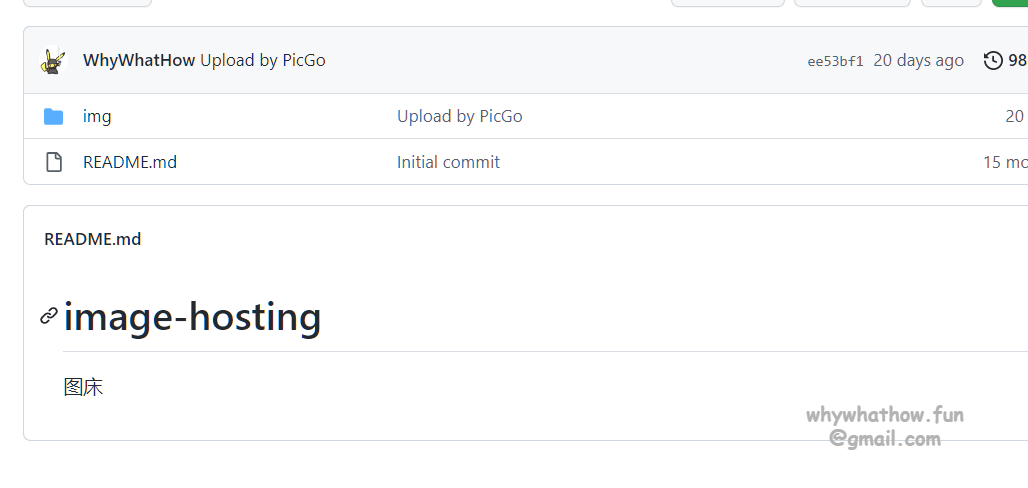 WhyWhatHow Upload by PicGo ee53bf1 20 days ago 98
img Upload by PicGo 20
README.md Initial commit 15 mo
README.md
image-hosting
图床
whywhathow.fun
@gmail.com